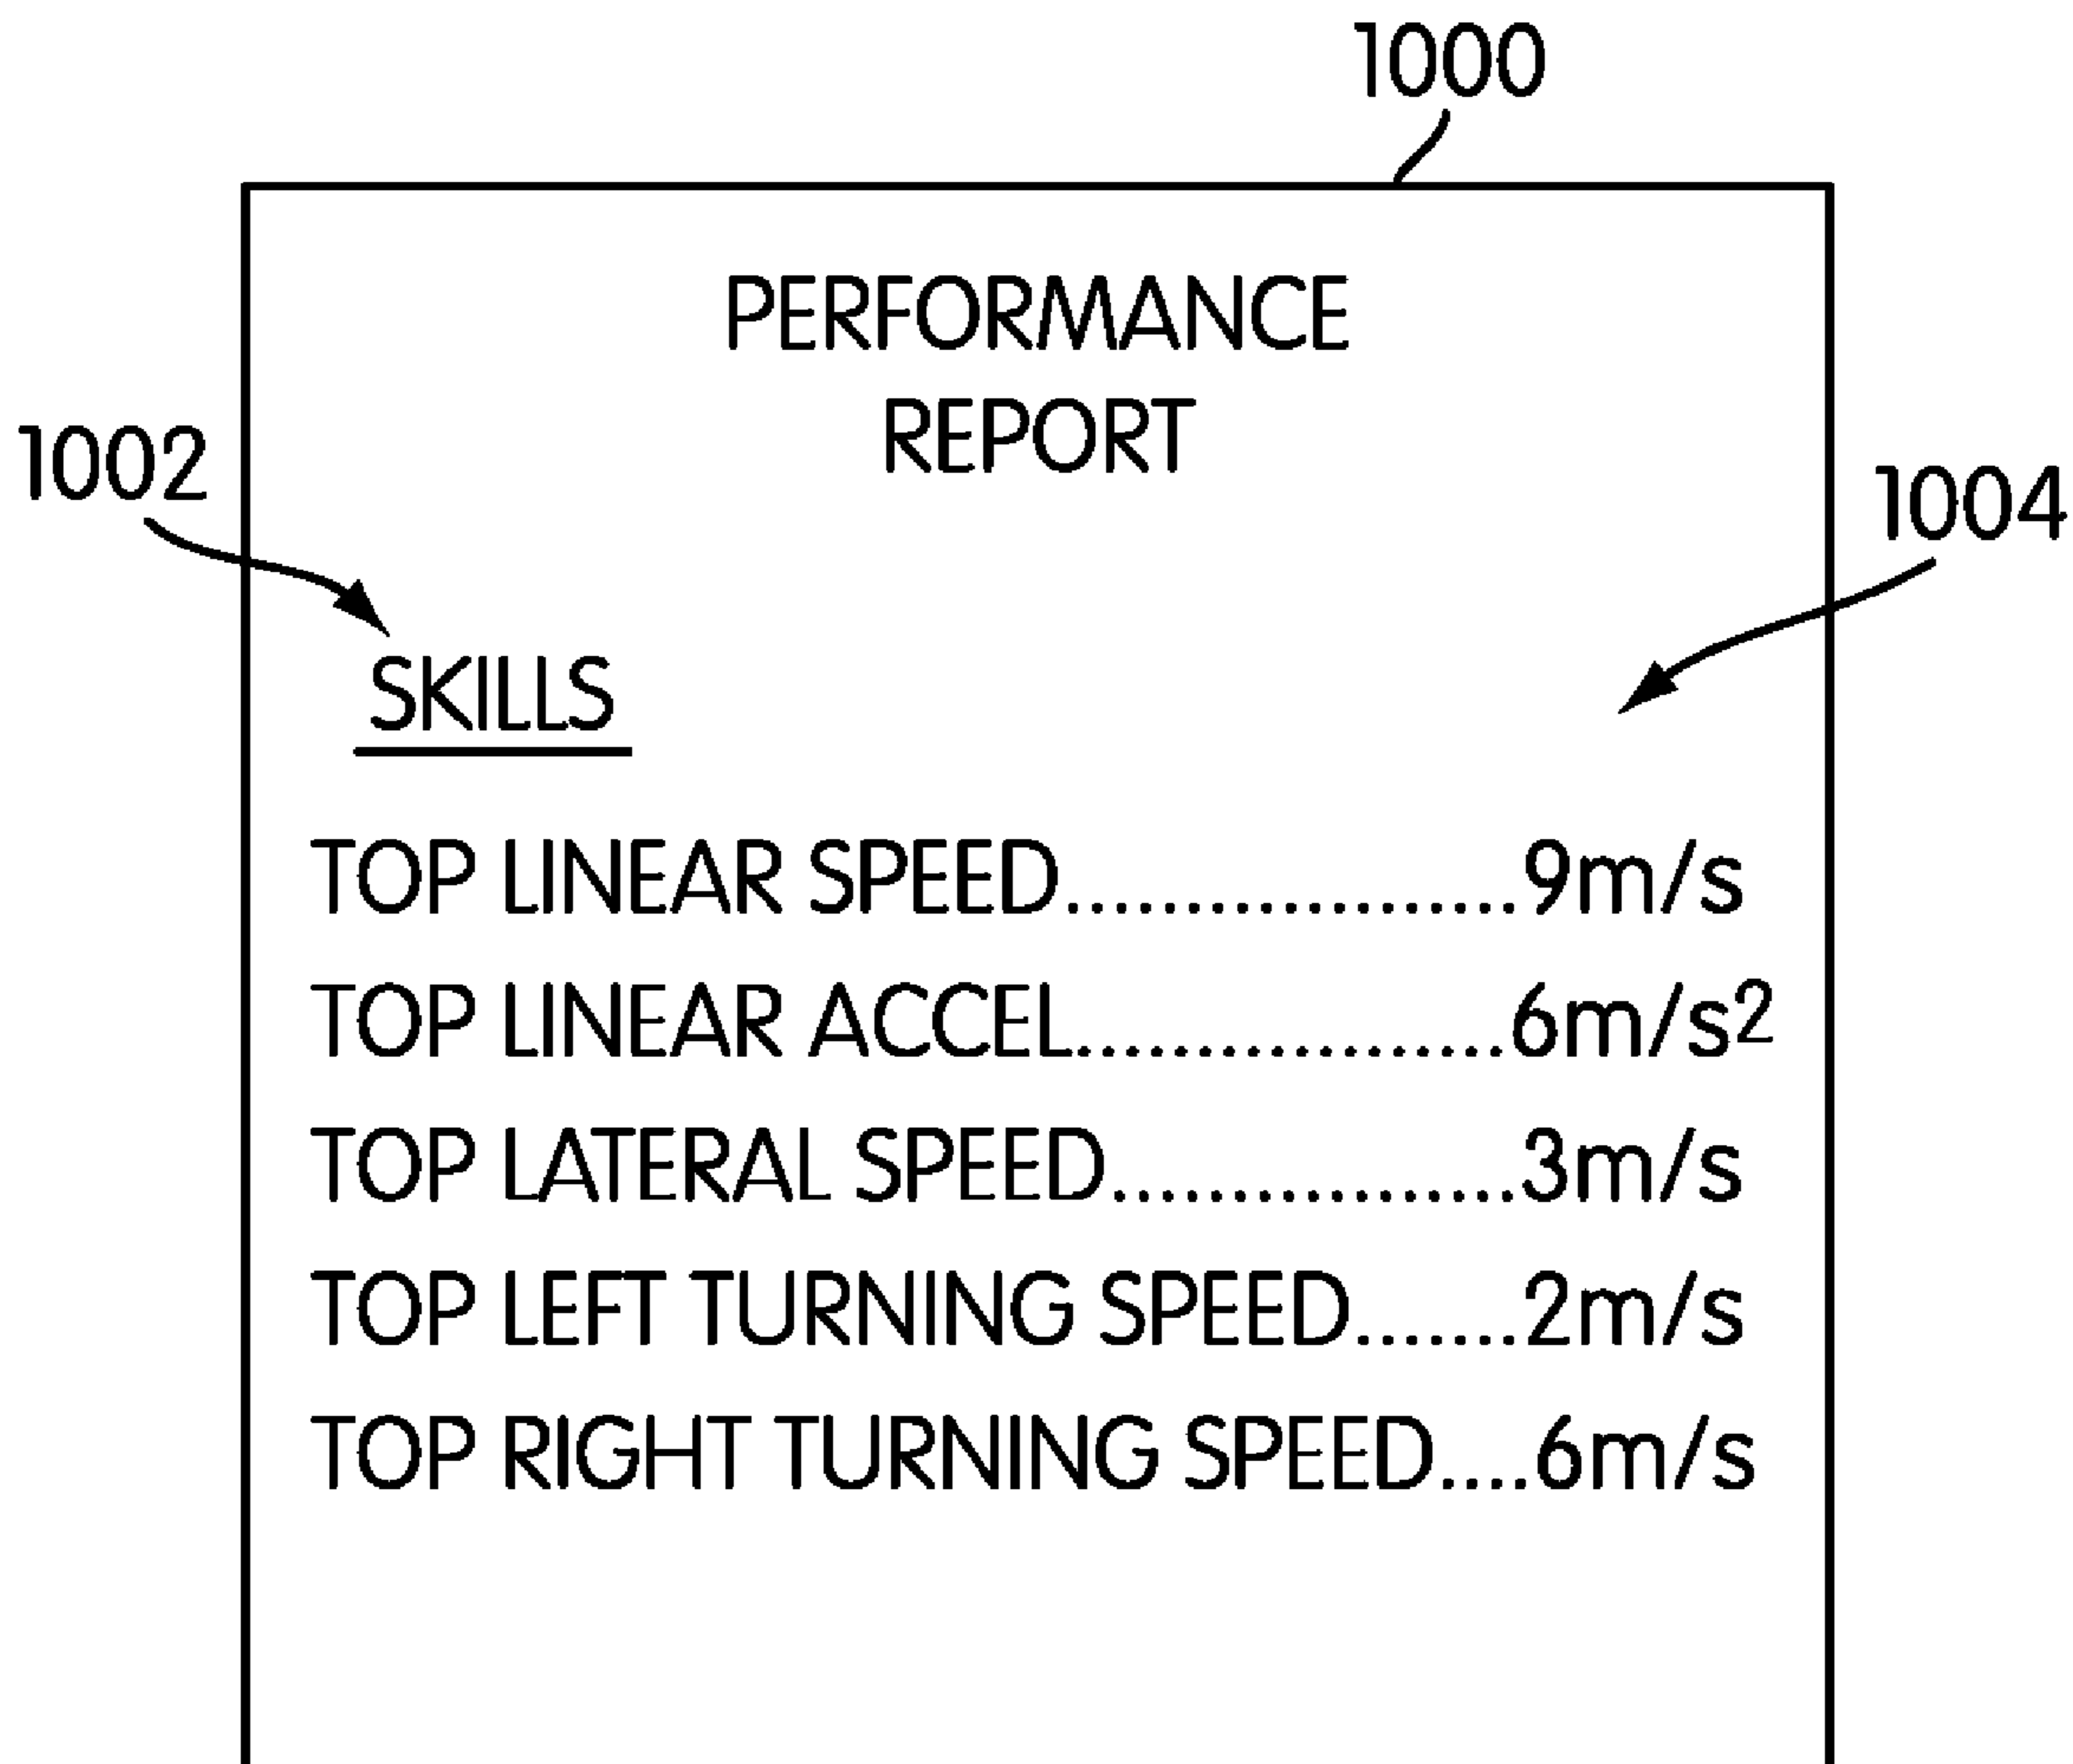 1000
PERFORMANCE
REPORT
1002
1004
SKILLS
TOP LINEAR SPEED...................9m/s
TOP LINEAR ACCEL..................6m/s2
TOP LATERAL SPEED.................3m/s
TOP LEFT TURNING SPEED.......2m/s
TOP RIGHT TURNING SPEED....6m/s